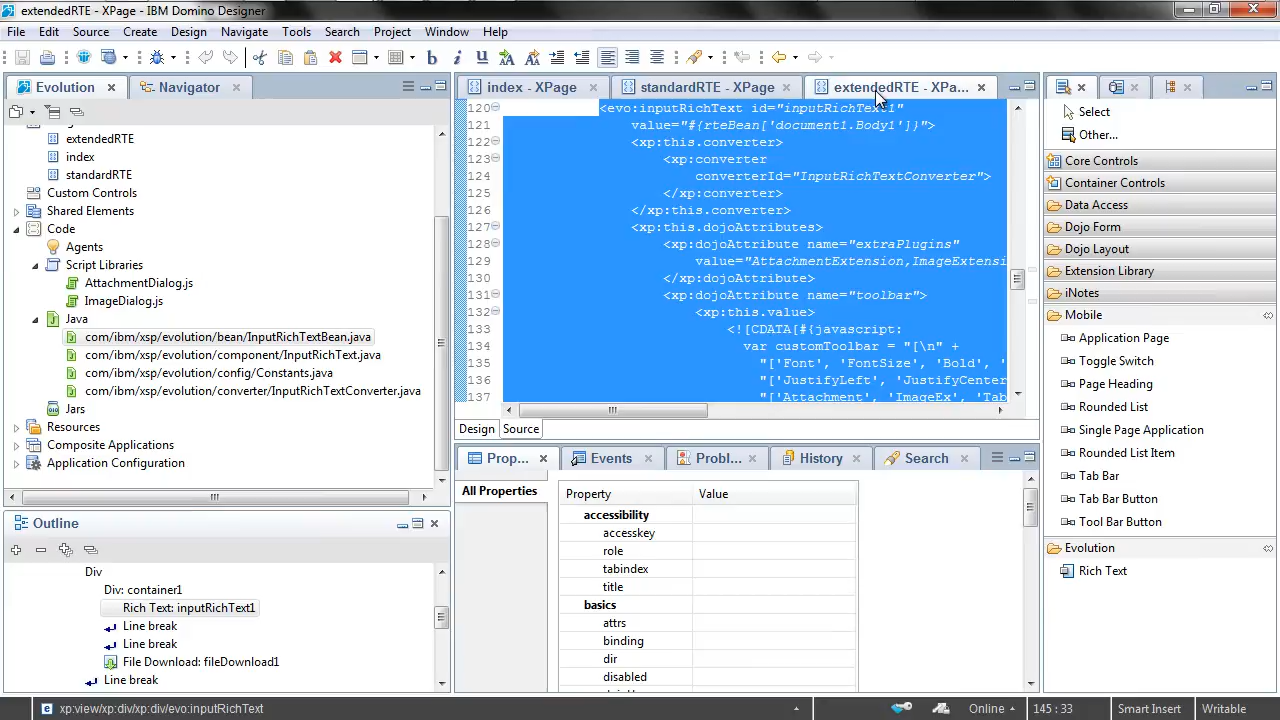 extendedRTE - XPage - IBM Domino Designer
File Edit Source Create Design Navigate Tools Search Project Window Help
Evolution
Navigator
extendedRTE
index
standardRTE
Custom Controls
Shared Elements
Code
Agents
Script Libraries
AttachmentDialog.js
ImageDialog.js
Java
com/ibm/xsp/evolution/bean/InputRichTextBean.java
com/ibm/xsp/evolution/component/InputRichText.java
com/ibm/xsp/evolution/config/Constants.java
com/ibm/xsp/evolution/converter/InputRichTextConverter.java
Jars
Resources
Composite Applications
Application Configuration
Outline
Div
Div: container1
Rich Text: inputRichText1
Line break
Line break
File Download: fileDownload1
Line break
index - XPage
standardRTE - XPage
extendedRTE - XPa...
120 <evo:inputRichText id="inputRichText1"
121 value="#{rteBean['document1.Body1']}">
122 <xp:this.converter>
123 <xp:converter
124 converterId="InputRichTextConverter">
125 </xp:converter>
126 </xp:this.converter>
127 <xp:this.dojoAttributes>
128 <xp:dojoAttribute name="extraPlugins"
129 value="AttachmentExtension,ImageExtensi
130 </xp:dojoAttribute>
131 <xp:dojoAttribute name="toolbar">
132 <xp:this.value>
133 <![CDATA[#{javascript:
134 var customToolbar = "[\n" +
135 "['Font', 'FontSize', 'Bold', '
136 "['JustifyLeft', 'JustifyCenter
137 "['Attachment', 'ImageEx', 'Tab
Design Source
Prop...
Events
Probl...
History
Search
All Properties
Property Value
accessibility
accesskey
role
tabindex
title
basics
attrs
binding
dir
disabled
Select
Other...
Core Controls
Container Controls
Data Access
Dojo Form
Dojo Layout
Extension Library
iNotes
Mobile
Application Page
Toggle Switch
Page Heading
Rounded List
Single Page Application
Rounded List Item
Tab Bar
Tab Bar Button
Tool Bar Button
Evolution
Rich Text
xp:view/xp:div/xp:div/evo:inputRichText
Online
145 : 33
Smart Insert
Writable